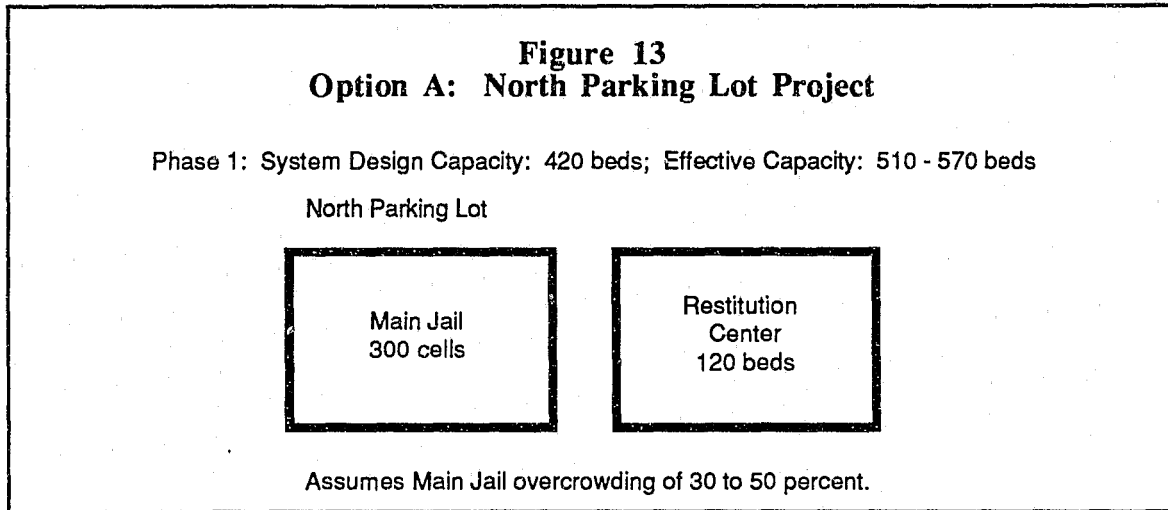 Figure 13
Option A: North Parking Lot Project
Phase 1: System Design Capacity: 420 beds; Effective Capacity: 510 - 570 beds
North Parking Lot
Main Jail
300 cells
Restitution
Center
120 beds
Assumes Main Jail overcrowding of 30 to 50 percent.